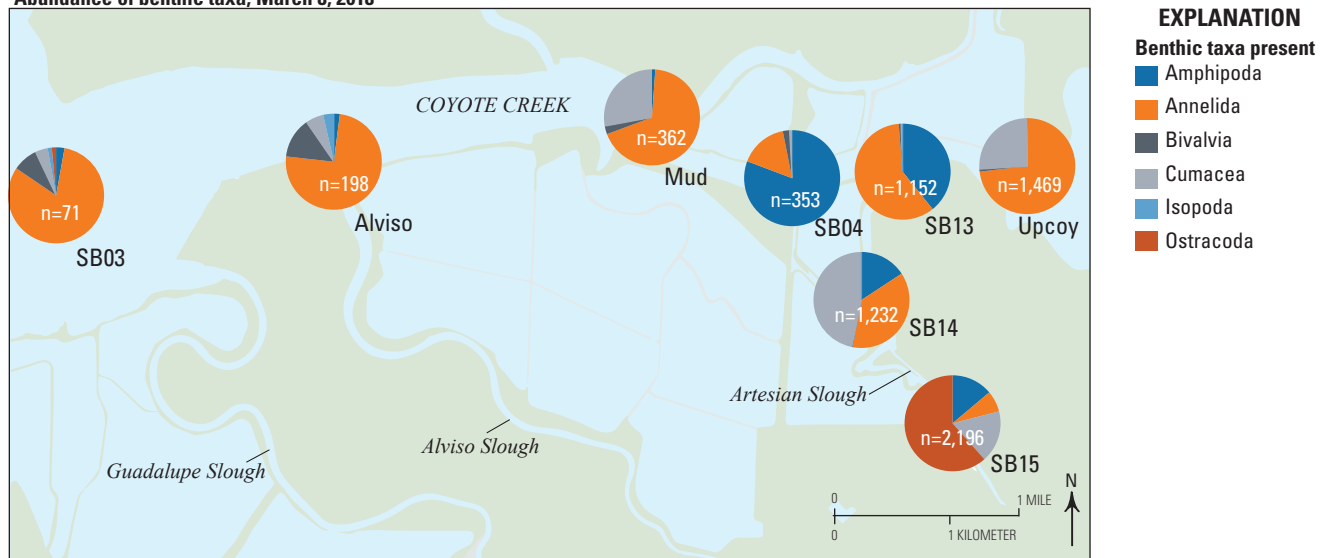 EXPLANATION
Benthic taxa present
Amphipoda
Annelida
Bivalvia
Cumacea
Isopoda
Ostracoda
COYOTE CREEK
n=362
Mud
n=198
Alviso
n=71
SB03
n=353
SB04
n=1,152
SB13
n=1,469
Upcoy
n=1,232
SB14
Artesian Slough
n=2,196
SB15
Alviso Slough
Guadalupe Slough
N
0
1 MILE
0
1 KILOMETER